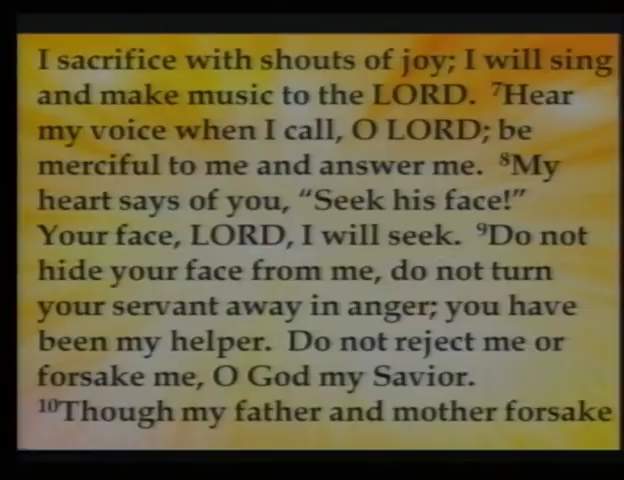 I sacrifice with shouts of joy; I will sing
and make music to the LORD. ⁷Hear
my voice when I call, O LORD; be
merciful to me and answer me. ⁸My
heart says of you, “Seek his face!”
Your face, LORD, I will seek. ⁹Do not
hide your face from me, do not turn
your servant away in anger; you have
been my helper. Do not reject me or
forsake me, O God my Savior.
¹⁰Though my father and mother forsake